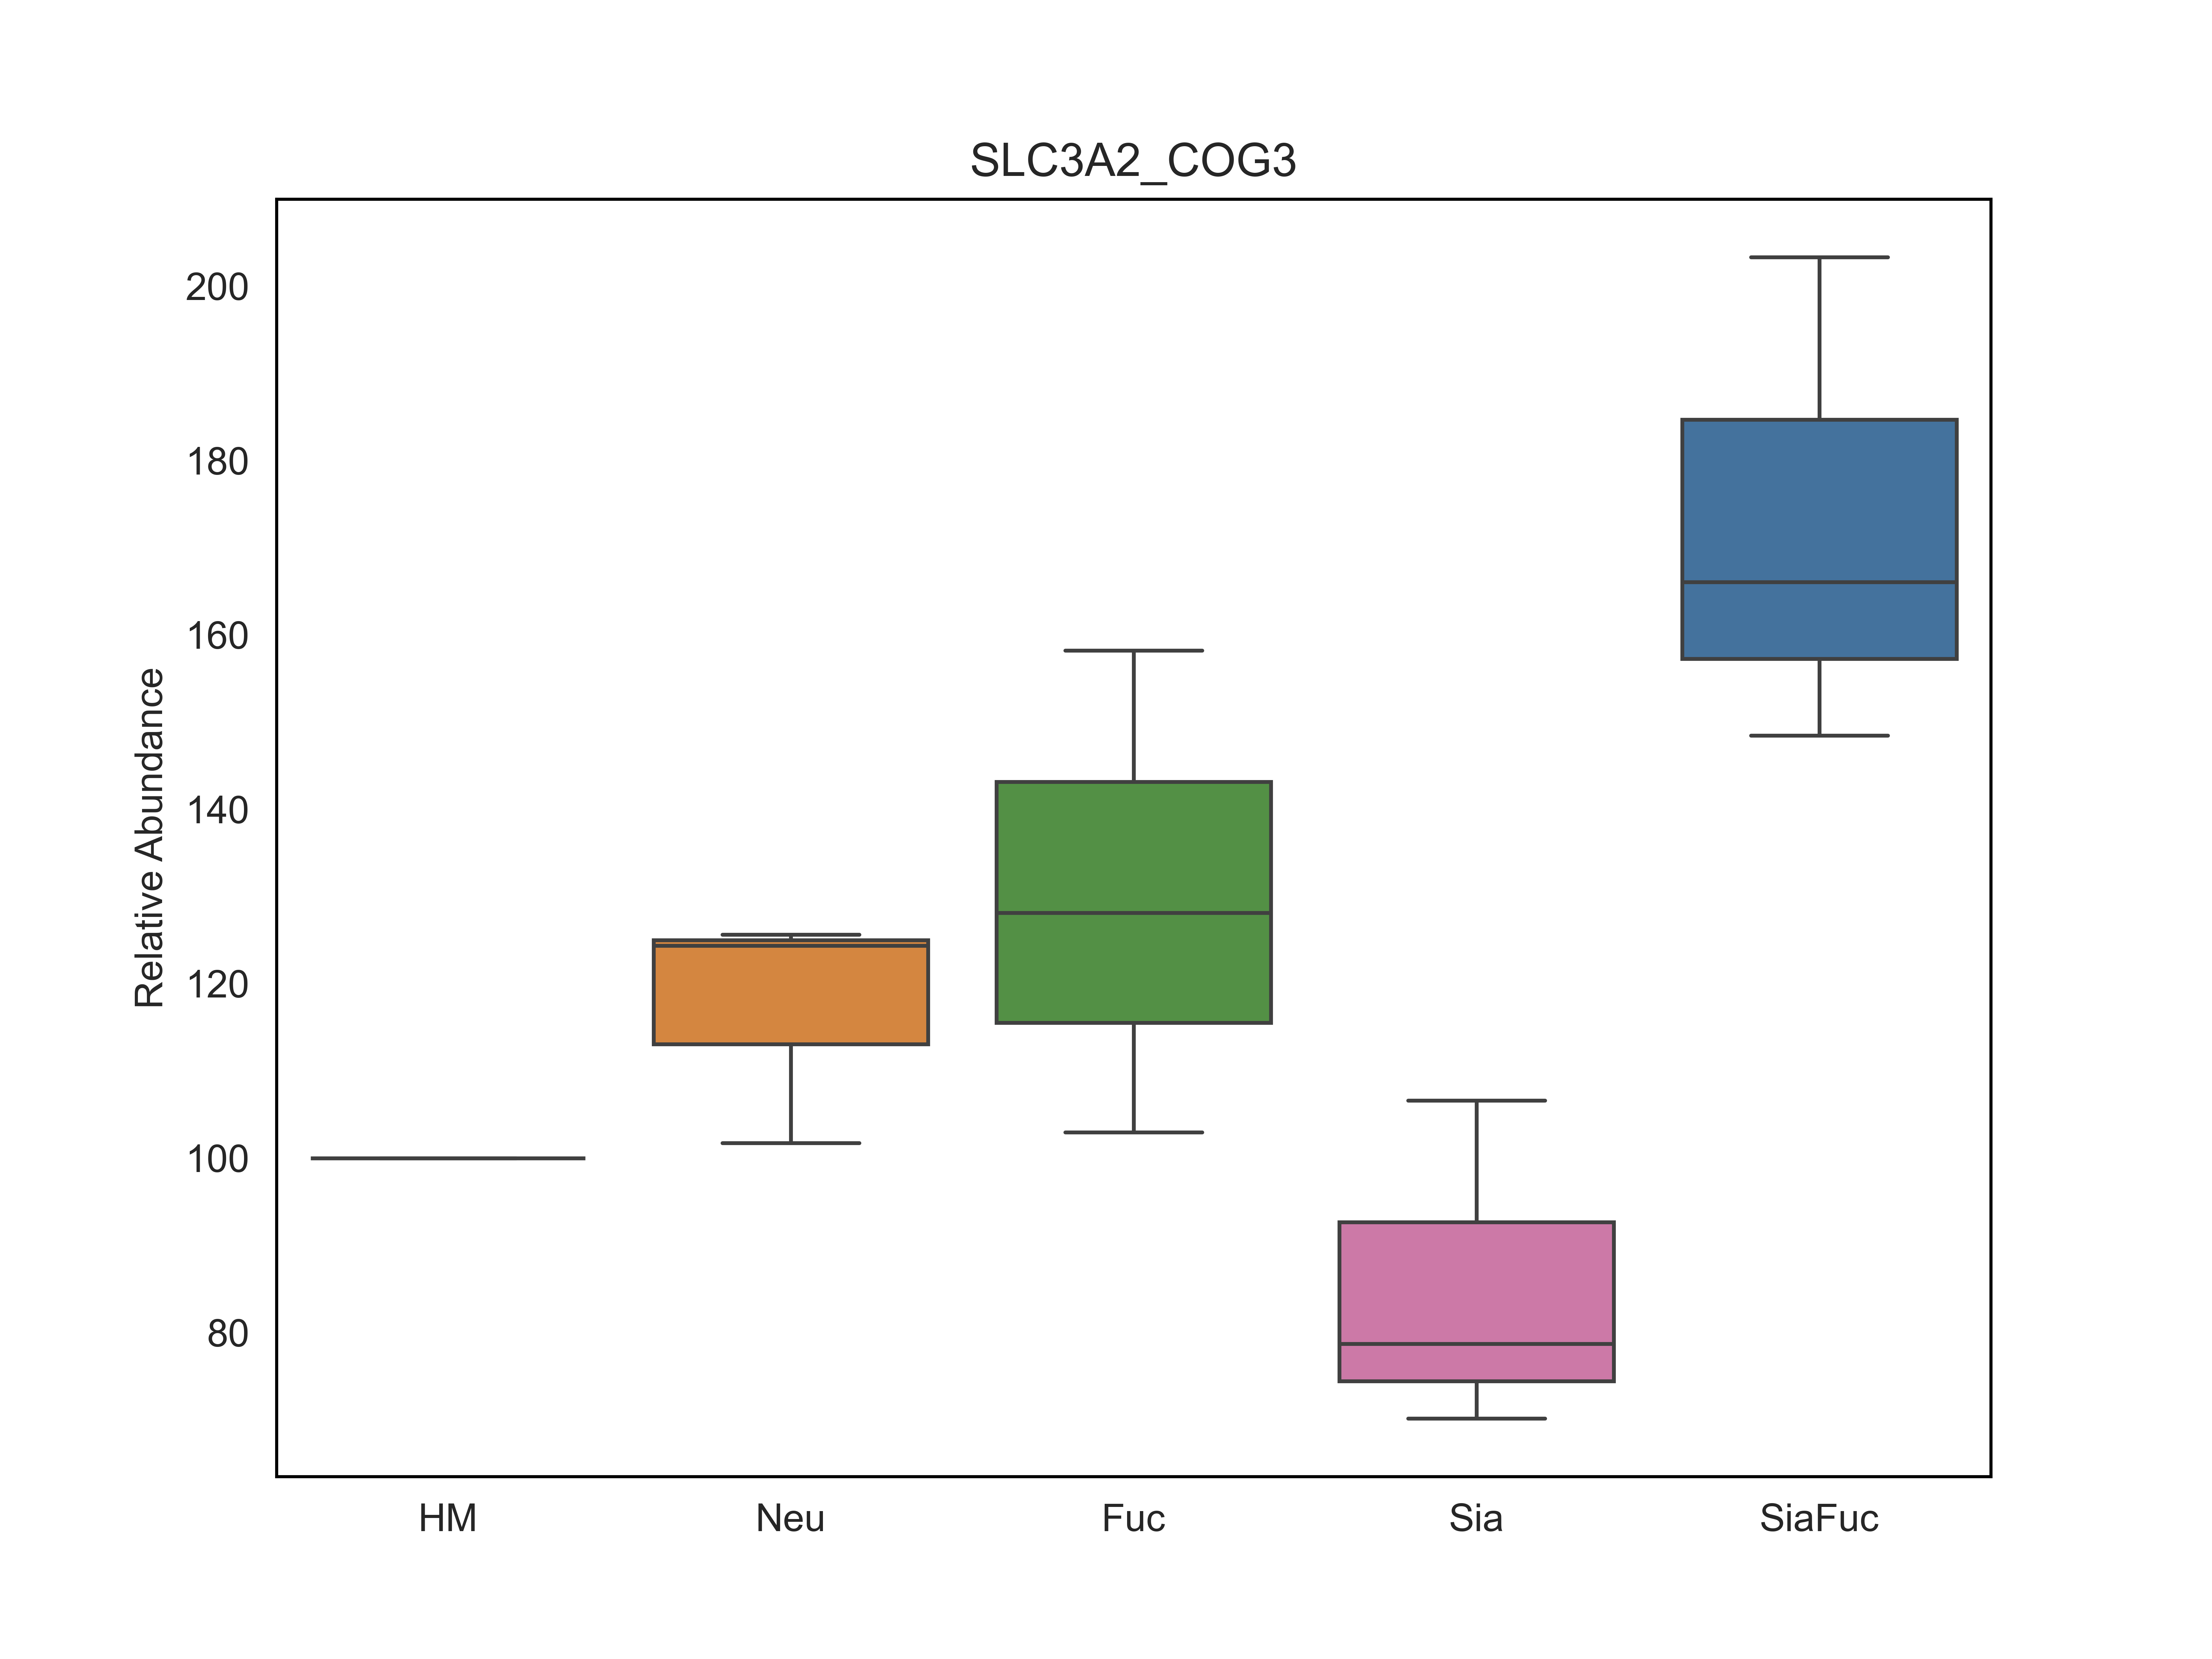 SLC3A2_COG3
Relative Abundance
200
180
160
140
120
100
80
HM
Neu
Fuc
Sia
SiaFuc